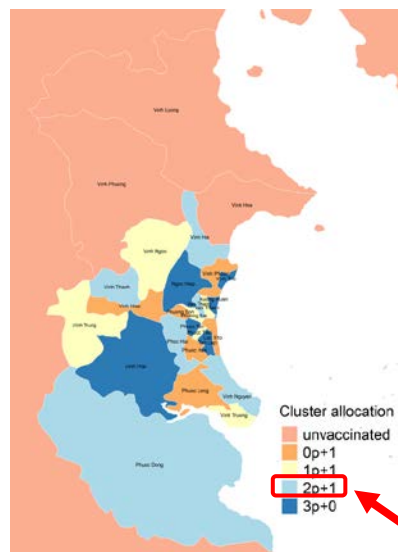 Vinh Luong
Vinh Phuong
Vinh Hoa
Vinh Hai
Vinh Ngoc
Vinh Phuoc
Ngoc Hiep
Vinh Thanh
Vinh Hiep
Vinh Trung
Phuoc Hai
Vinh Thai
Phuoc Long
Vinh Nguyen
Vinh Truong
Phuoc Dong
Cluster allocation
unvaccinated
0p+1
1p+1
2p+1
3p+0